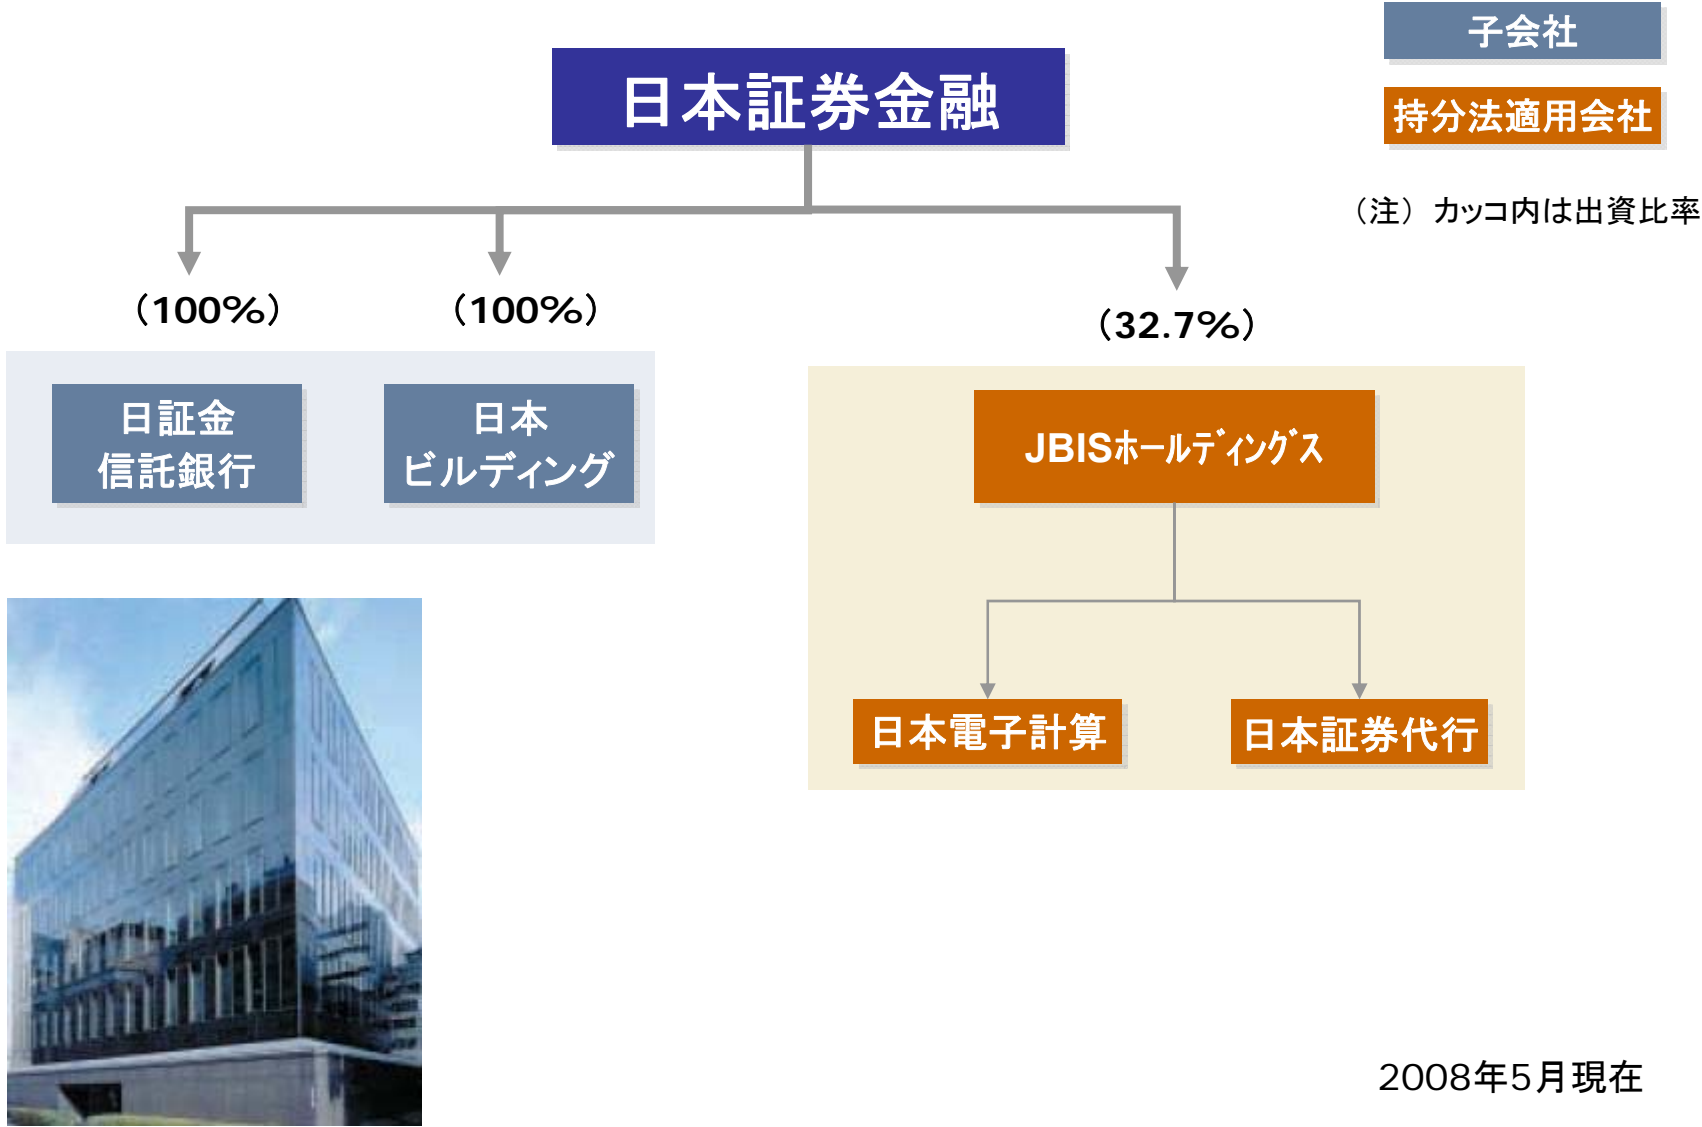 日本証券金融
子会社
持分法適用会社
（注） カッコ内は出資比率
（100%）
（100%）
（32.7%）
日証金
信託銀行
日本
ビルディング
JBISﾎｰﾙﾃﾞｨﾝｸﾞｽ
日本電子計算
日本証券代行
2008年5月現在